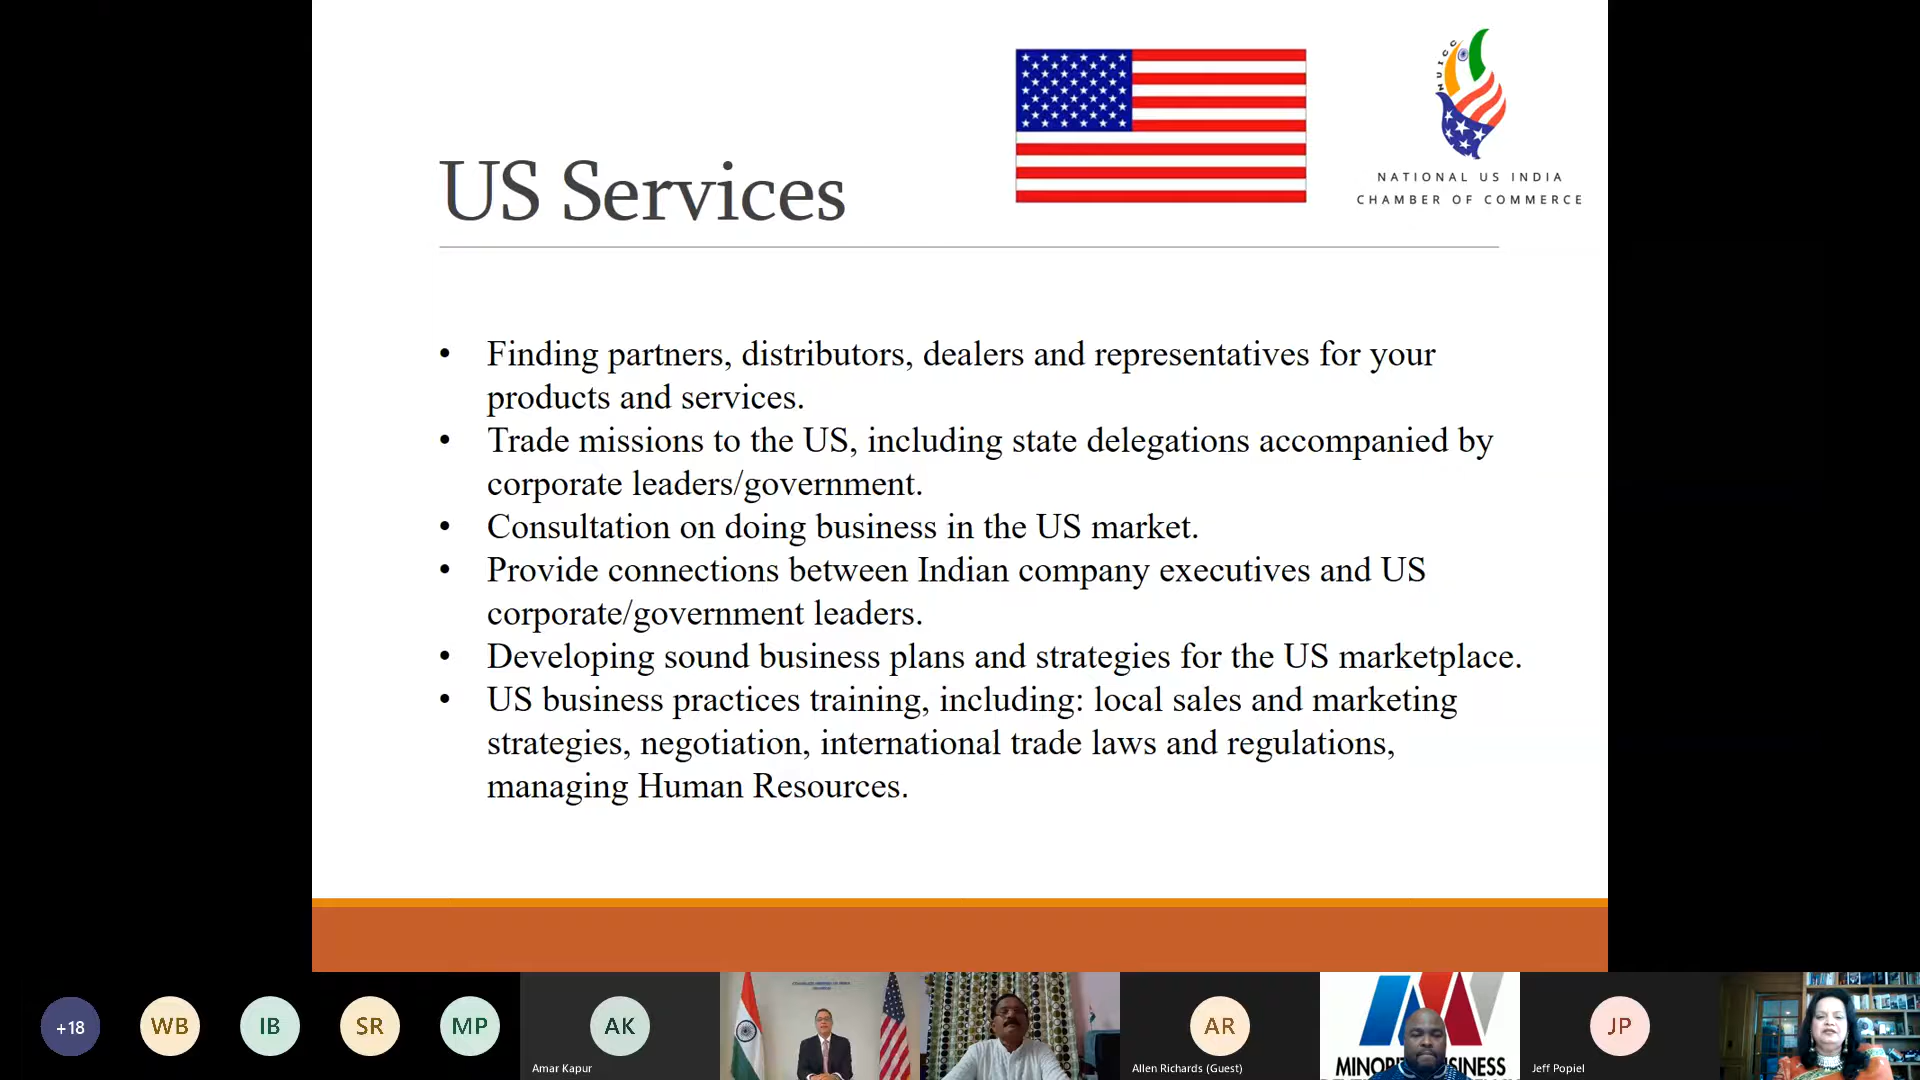 NUICC
NATIONAL US INDIA
CHAMBER OF COMMERCE
US Services
• Finding partners, distributors, dealers and representatives for your
products and services.
• Trade missions to the US, including state delegations accompanied by
corporate leaders/government.
• Consultation on doing business in the US market.
• Provide connections between Indian company executives and US
corporate/government leaders.
• Developing sound business plans and strategies for the US marketplace.
• US business practices training, including: local sales and marketing
strategies, negotiation, international trade laws and regulations,
managing Human Resources.
+18
WB
IB
SR
MP
AK
Amar Kapur
AR
Allen Richards (Guest)
JP
Jeff Popiel